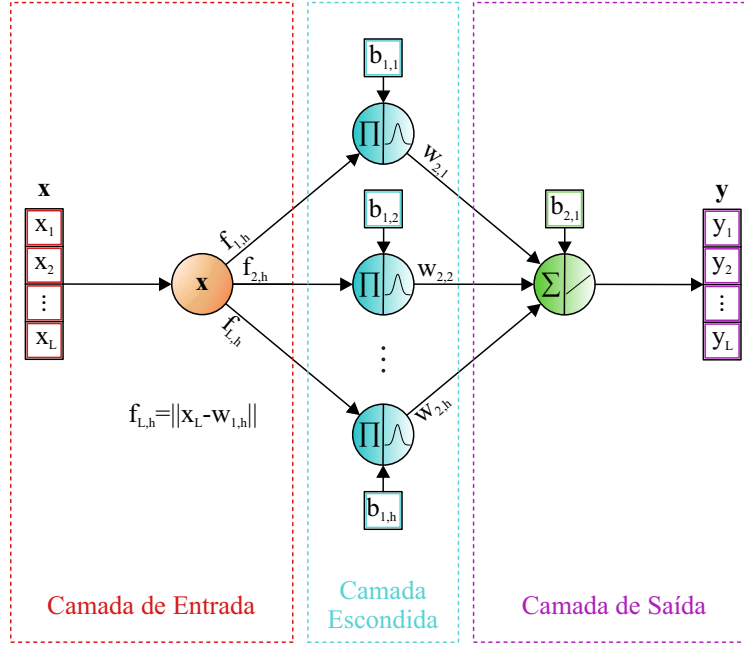 b1,1
∏
w2,1
x
x1
x2
⋮
xL
x
f1,h
f2,h
fL,h
b1,2
∏
w2,2
⋮
b2,1
∑
y
y1
y2
⋮
yL
fL,h=||xL-w1,h||
∏
w2,h
b1,h
Camada de Entrada
Camada
Escondida
Camada de Saída